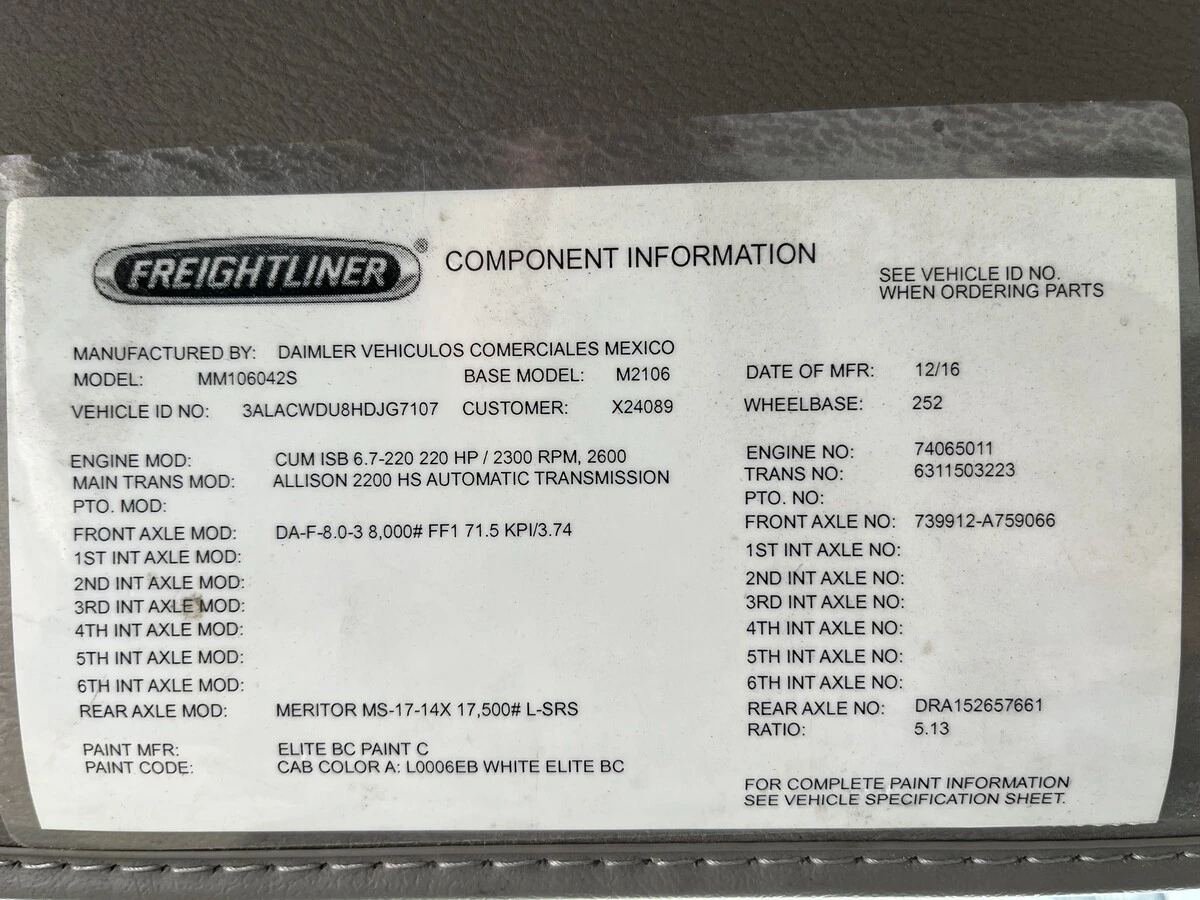 FREIGHTLINER® COMPONENT INFORMATION
SEE VEHICLE ID NO.
WHEN ORDERING PARTS
MANUFACTURED BY: DAIMLER VEHICULOS COMERCIALES MEXICO
MODEL: MM106042S BASE MODEL: M2106 DATE OF MFR: 12/16
VEHICLE ID NO: 3ALACWDU8HDJG7107 CUSTOMER: X24089 WHEELBASE: 252
ENGINE MOD: CUM ISB 6.7-220 220 HP / 2300 RPM, 2600 ENGINE NO: 74065011
MAIN TRANS MOD: ALLISON 2200 HS AUTOMATIC TRANSMISSION TRANS NO: 6311503223
PTO. MOD: PTO. NO:
FRONT AXLE MOD: DA-F-8.0-3 8,000# FF1 71.5 KPI/3.74 FRONT AXLE NO: 739912-A759066
1ST INT AXLE MOD: 1ST INT AXLE NO:
2ND INT AXLE MOD: 2ND INT AXLE NO:
3RD INT AXLE MOD: 3RD INT AXLE NO:
4TH INT AXLE MOD: 4TH INT AXLE NO:
5TH INT AXLE MOD: 5TH INT AXLE NO:
6TH INT AXLE MOD: 6TH INT AXLE NO:
REAR AXLE MOD: MERITOR MS-17-14X 17,500# L-SRS REAR AXLE NO: DRA152657661
RATIO: 5.13
PAINT MFR: ELITE BC PAINT C
PAINT CODE: CAB COLOR A: L0006EB WHITE ELITE BC
FOR COMPLETE PAINT INFORMATION
SEE VEHICLE SPECIFICATION SHEET.